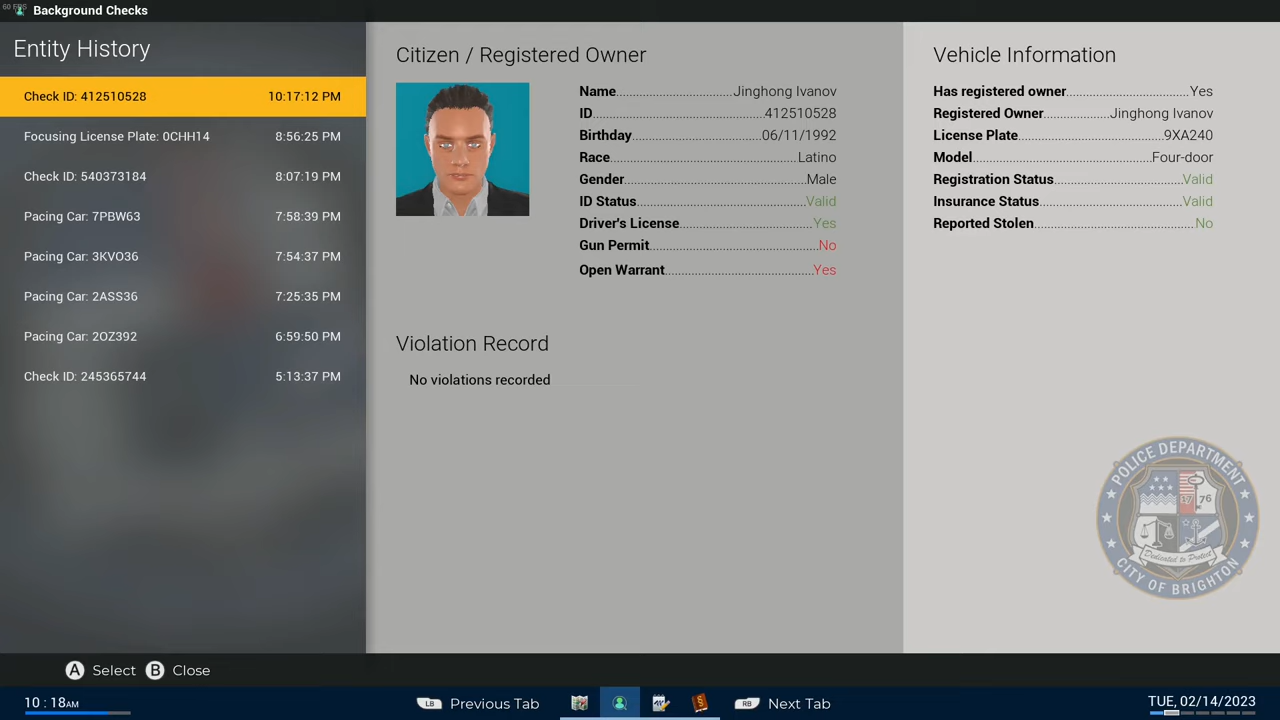 60 FPS
Background Checks
Entity History
Check ID: 412510528 10:17:12 PM
Focusing License Plate: 0CHH14 8:56:25 PM
Check ID: 540373184 8:07:19 PM
Pacing Car: 7PBW63 7:58:39 PM
Pacing Car: 3KVO36 7:54:37 PM
Pacing Car: 2ASS36 7:25:35 PM
Pacing Car: 2OZ392 6:59:50 PM
Check ID: 245365744 5:13:37 PM
Citizen / Registered Owner
Name Jinghong Ivanov
ID 412510528
Birthday 06/11/1992
Race Latino
Gender Male
ID Status Valid
Driver's License Yes
Gun Permit No
Open Warrant Yes
Violation Record
No violations recorded
Vehicle Information
Has registered owner Yes
Registered Owner Jinghong Ivanov
License Plate 9XA240
Model Four-door
Registration Status Valid
Insurance Status Valid
Reported Stolen No
POLICE DEPARTMENT
17 76
Dedicated to Protect
CITY OF BRIGHTON
A Select B Close
10 : 18 AM
LB Previous Tab
RB Next Tab
TUE, 02/14/2023